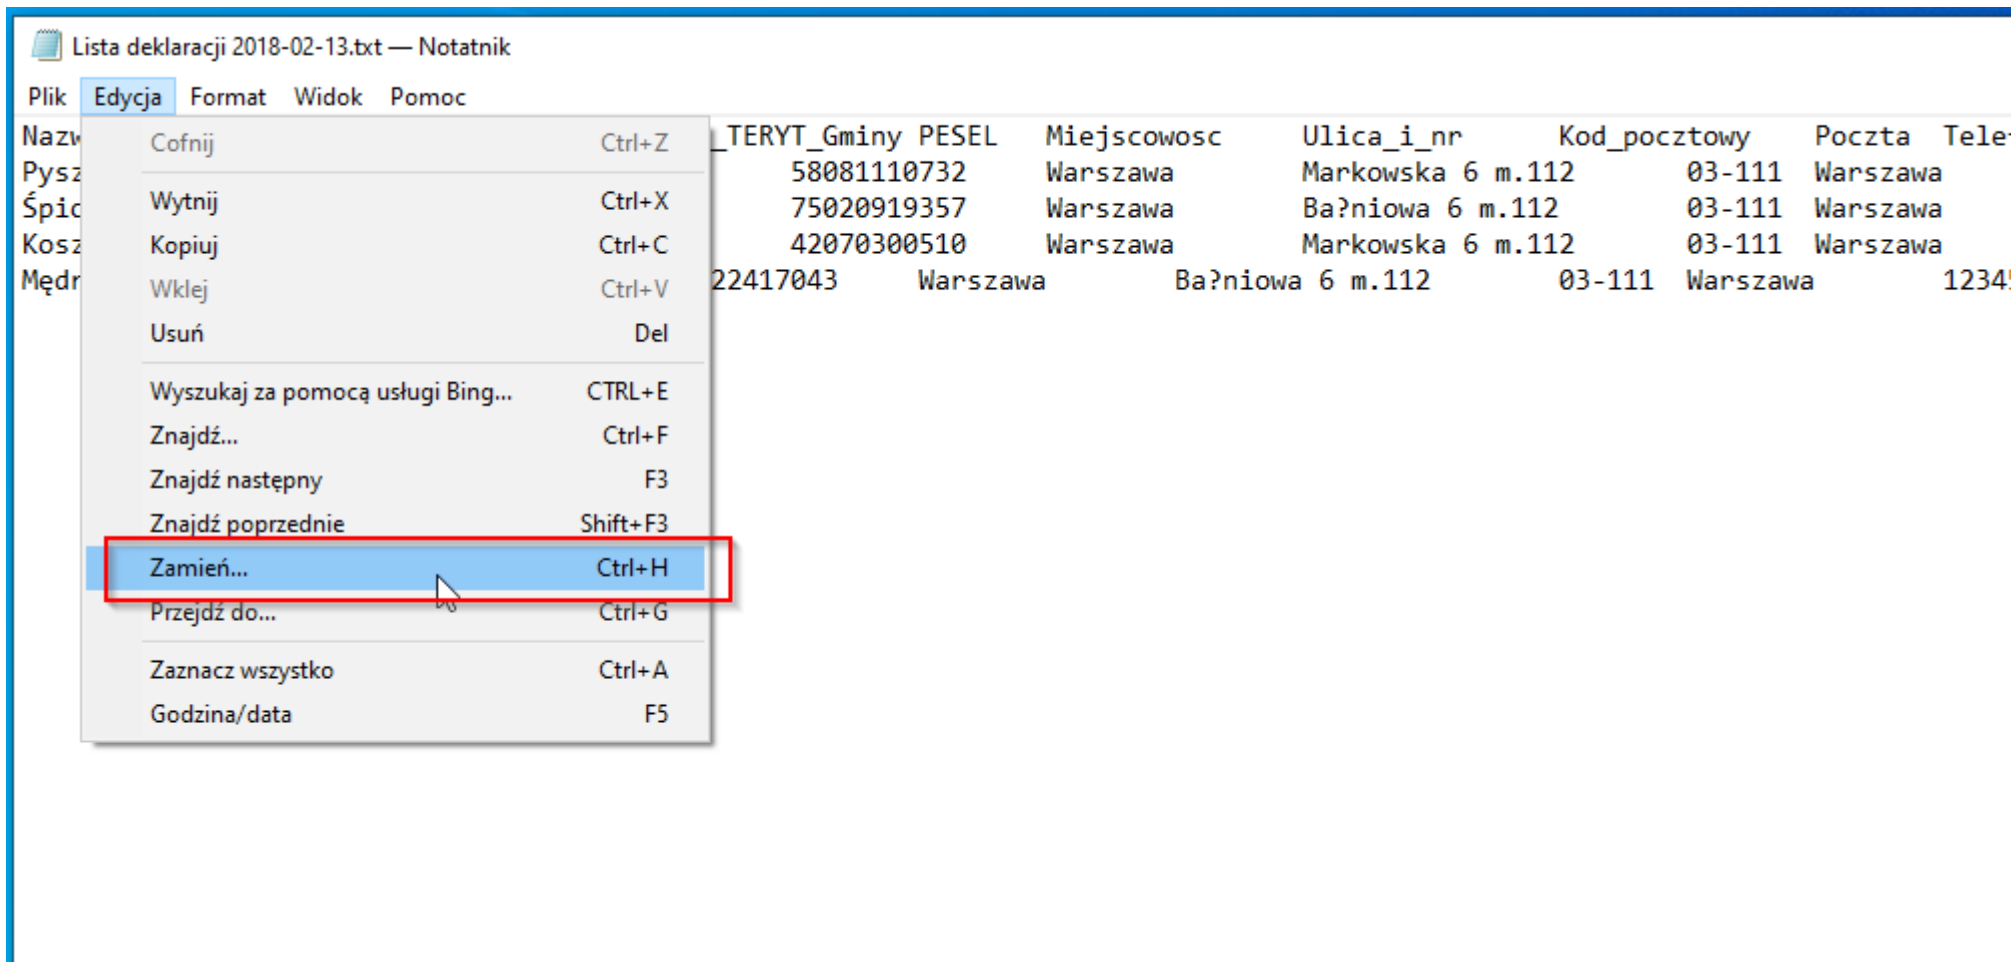 Lista deklaracji 2018-02-13.txt — Notatnik
Plik Edycja Format Widok Pomoc
Nazw _TERYT_Gminy PESEL Miejscowosc Ulica_i_nr Kod_pocztowy Poczta Tele
Pysz 58081110732 Warszawa Markowska 6 m.112 03-111 Warszawa
Śpic 75020919357 Warszawa Ba?niowa 6 m.112 03-111 Warszawa
Kosz 42070300510 Warszawa Markowska 6 m.112 03-111 Warszawa
Mędr 22417043 Warszawa Ba?niowa 6 m.112 03-111 Warszawa 12345
Cofnij Ctrl+Z
Wytnij Ctrl+X
Kopiuj Ctrl+C
Wklej Ctrl+V
Usuń Del
Wyszukaj za pomocą usługi Bing... CTRL+E
Znajdź... Ctrl+F
Znajdź następny F3
Znajdź poprzednie Shift+F3
Zamień... Ctrl+H
Przejdź do... Ctrl+G
Zaznacz wszystko Ctrl+A
Godzina/data F5